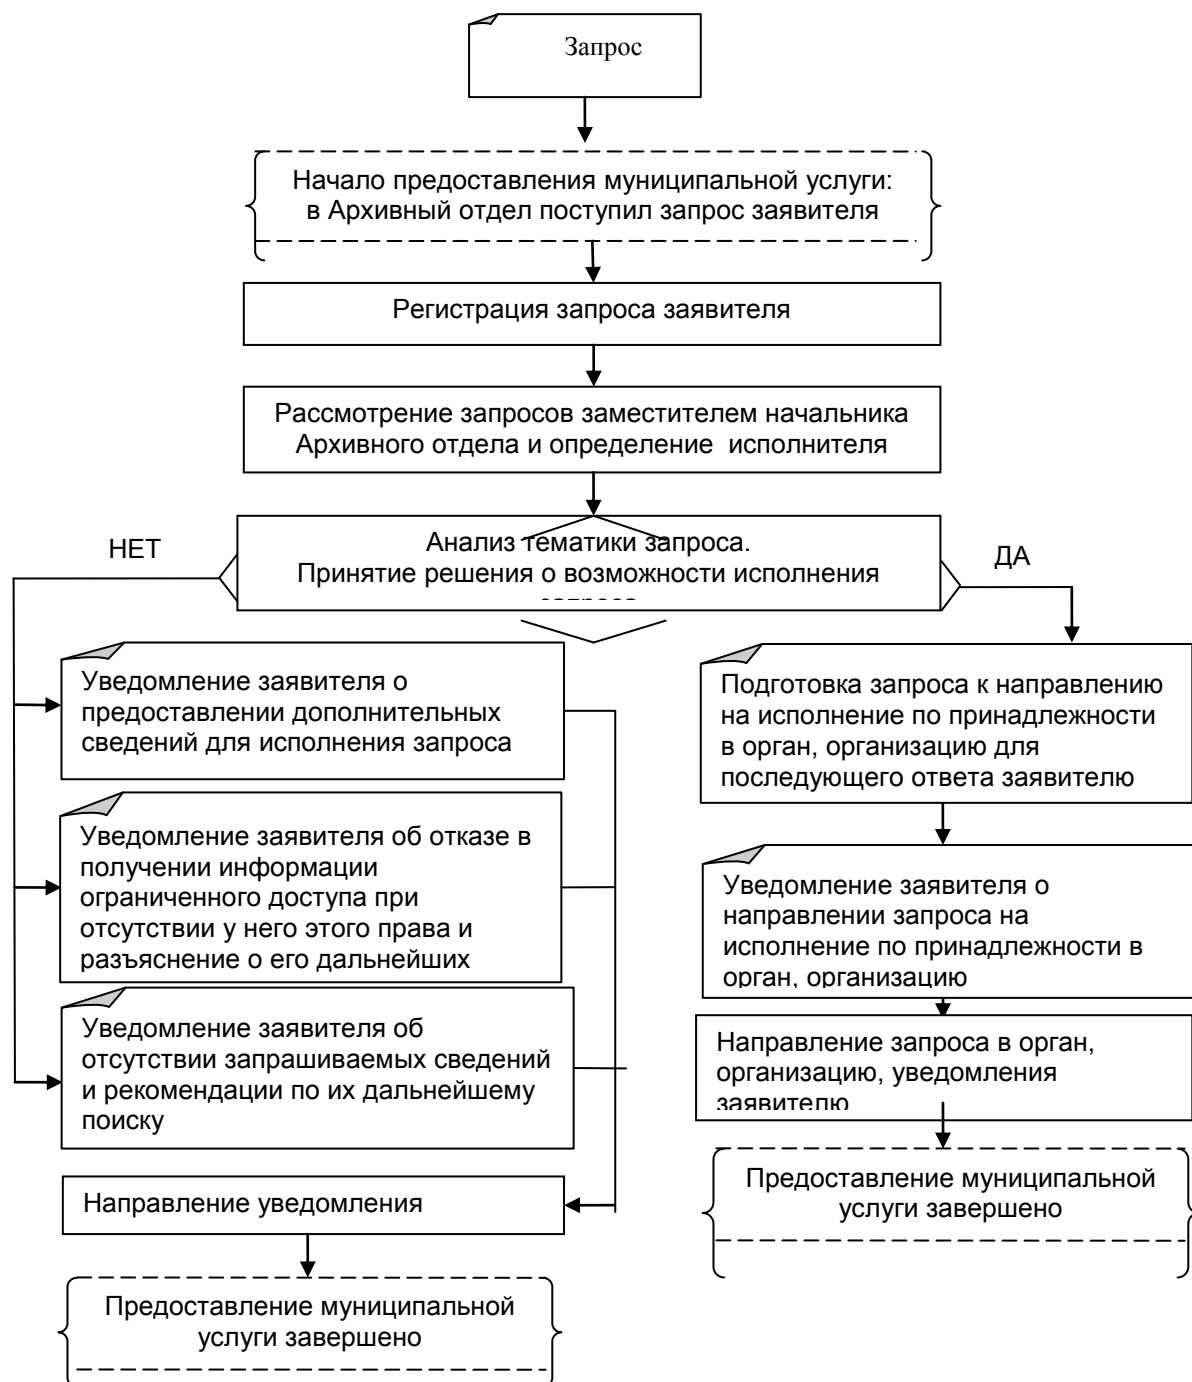 Запрос
Начало предоставления муниципальной услуги:
в Архивный отдел поступил запрос заявителя
Регистрация запроса заявителя
Рассмотрение запросов заместителем начальника
Архивного отдела и определение исполнителя
НЕТ
Анализ тематики запроса.
Принятие решения о возможности исполнения
запроса
ДА
Уведомление заявителя о
предоставлении дополнительных
сведений для исполнения запроса
Уведомление заявителя об отказе в
получении информации
ограниченного доступа при
отсутствии у него этого права и
разъяснение о его дальнейших
Уведомление заявителя об
отсутствии запрашиваемых сведений
и рекомендации по их дальнейшему
поиску
Направление уведомления
Предоставление муниципальной
услуги завершено
Подготовка запроса к направлению
на исполнение по принадлежности
в орган, организацию для
последующего ответа заявителю
Уведомление заявителя о
направлении запроса на
исполнение по принадлежности в
орган, организацию
Направление запроса в орган,
организацию, уведомления
заявителю
Предоставление муниципальной
услуги завершено